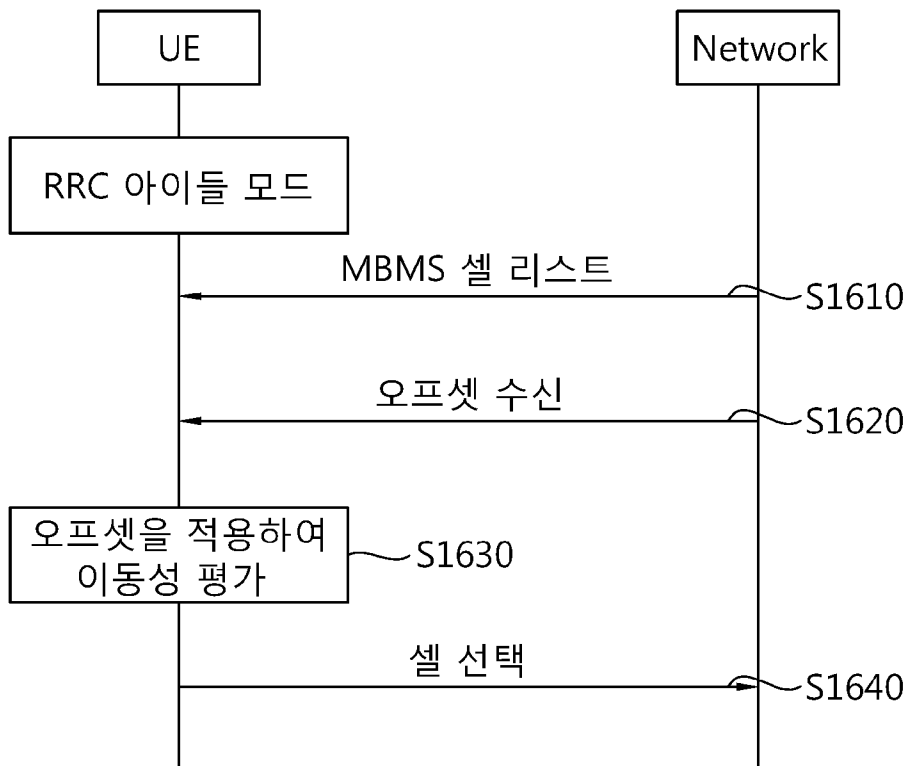 UE
Network
RRC 아이들 모드
MBMS 셀 리스트
S1610
오프셋 수신
S1620
오프셋을 적용하여
이동성 평가
S1630
셀 선택
S1640